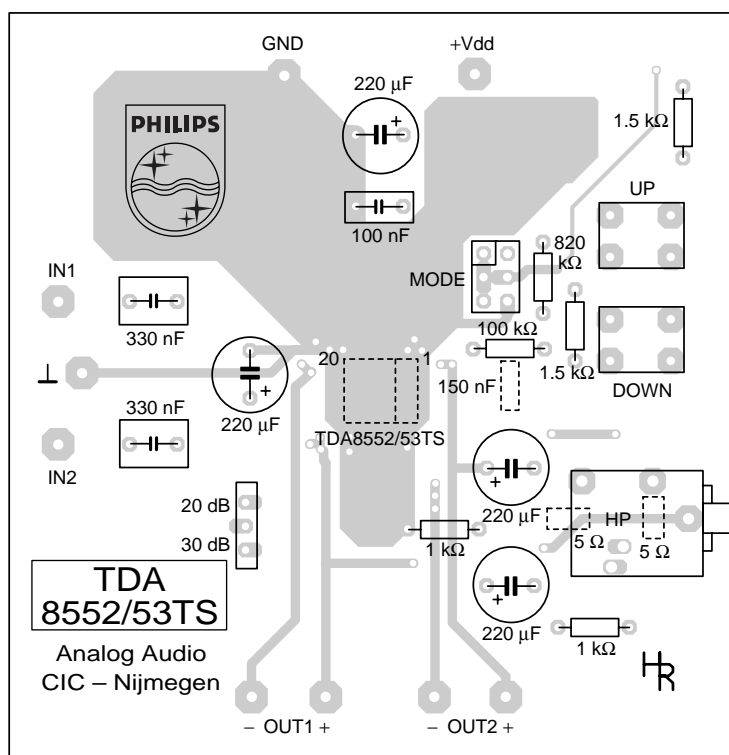 GND
+Vdd
220 µF
+
PHILIPS
1.5 kΩ
UP
100 nF
IN1
MODE
820
kΩ
330 nF
100 kΩ
20
1
1.5 kΩ
150 nF
DOWN
+
330 nF
220 µF
TDA8552/53TS
IN2
+
20 dB
220 µF
HP
30 dB
5 Ω
1 kΩ
5 Ω
TDA
8552/53TS
+
220 µF
1 kΩ
Analog Audio
CIC – Nijmegen
HR
– OUT1 +
– OUT2 +